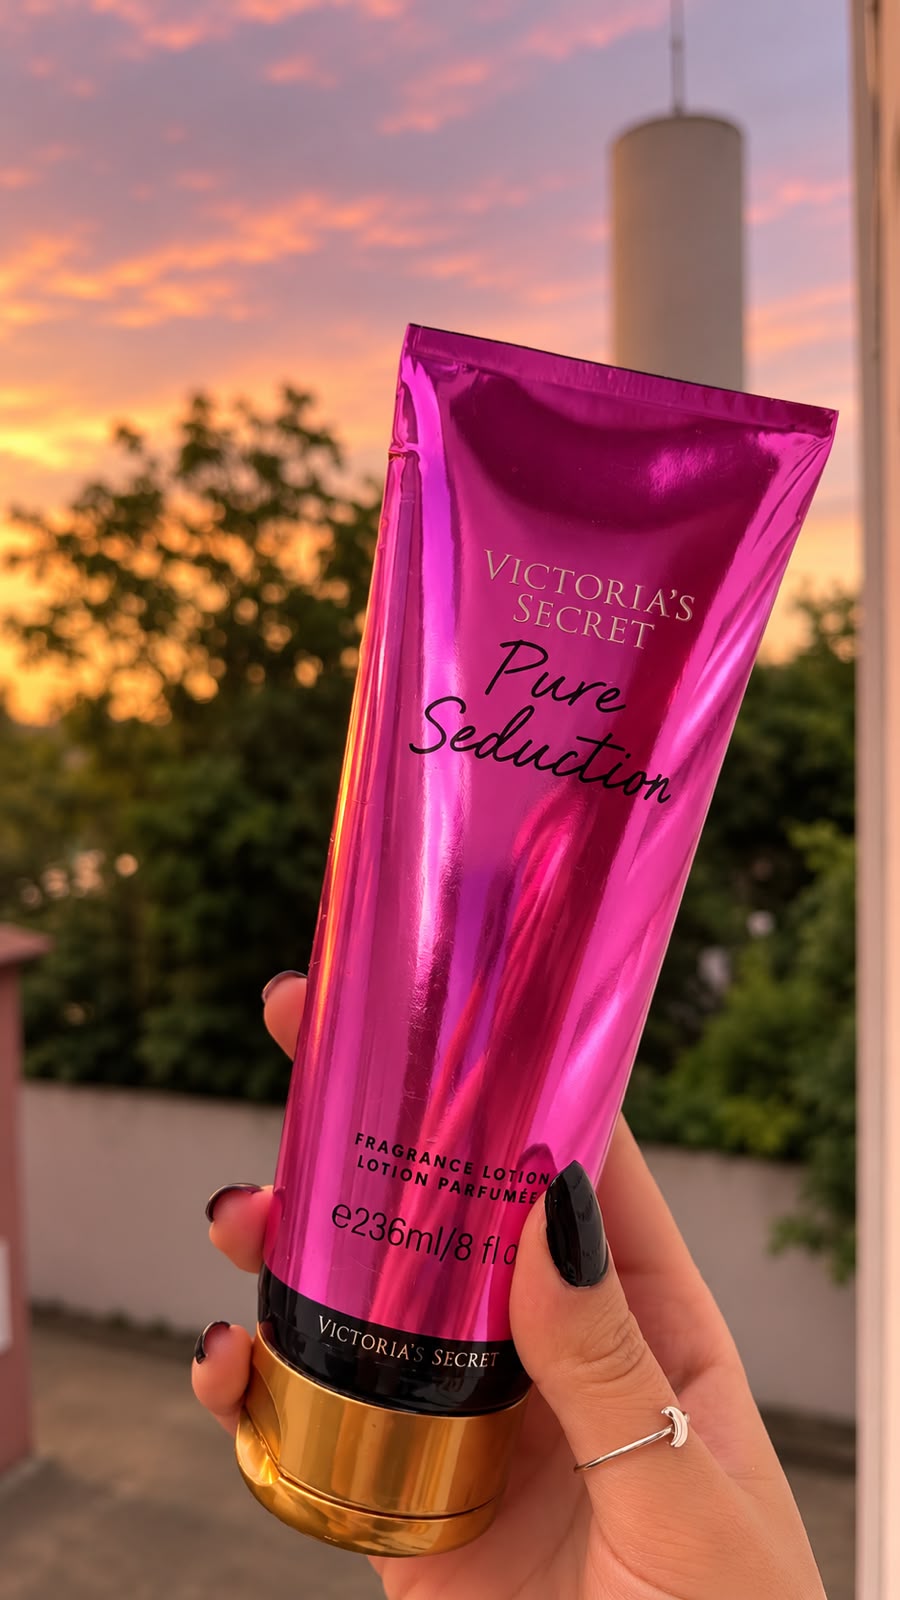 VICTORIA'S
SECRET
Pure
Seduction
FRAGRANCE LOTION
LOTION PARFUMÉE
e236ml/8 fl
VICTORIA'S SECRET